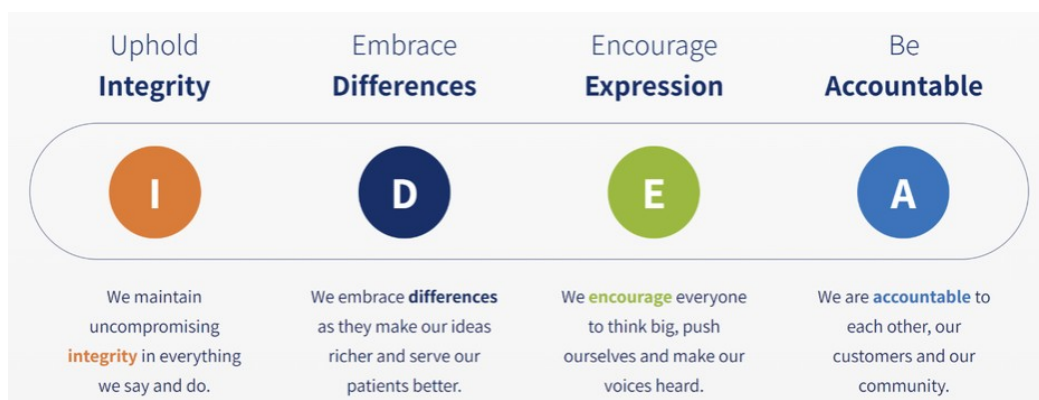 Uphold
Integrity
Embrace
Differences
Encourage
Expression
Be
Accountable
I
D
E
A
We maintain
uncompromising
integrity in everything
we say and do.
We embrace differences
as they make our ideas
richer and serve our
patients better.
We encourage everyone
to think big, push
ourselves and make our
voices heard.
We are accountable to
each other, our
customers and our
community.